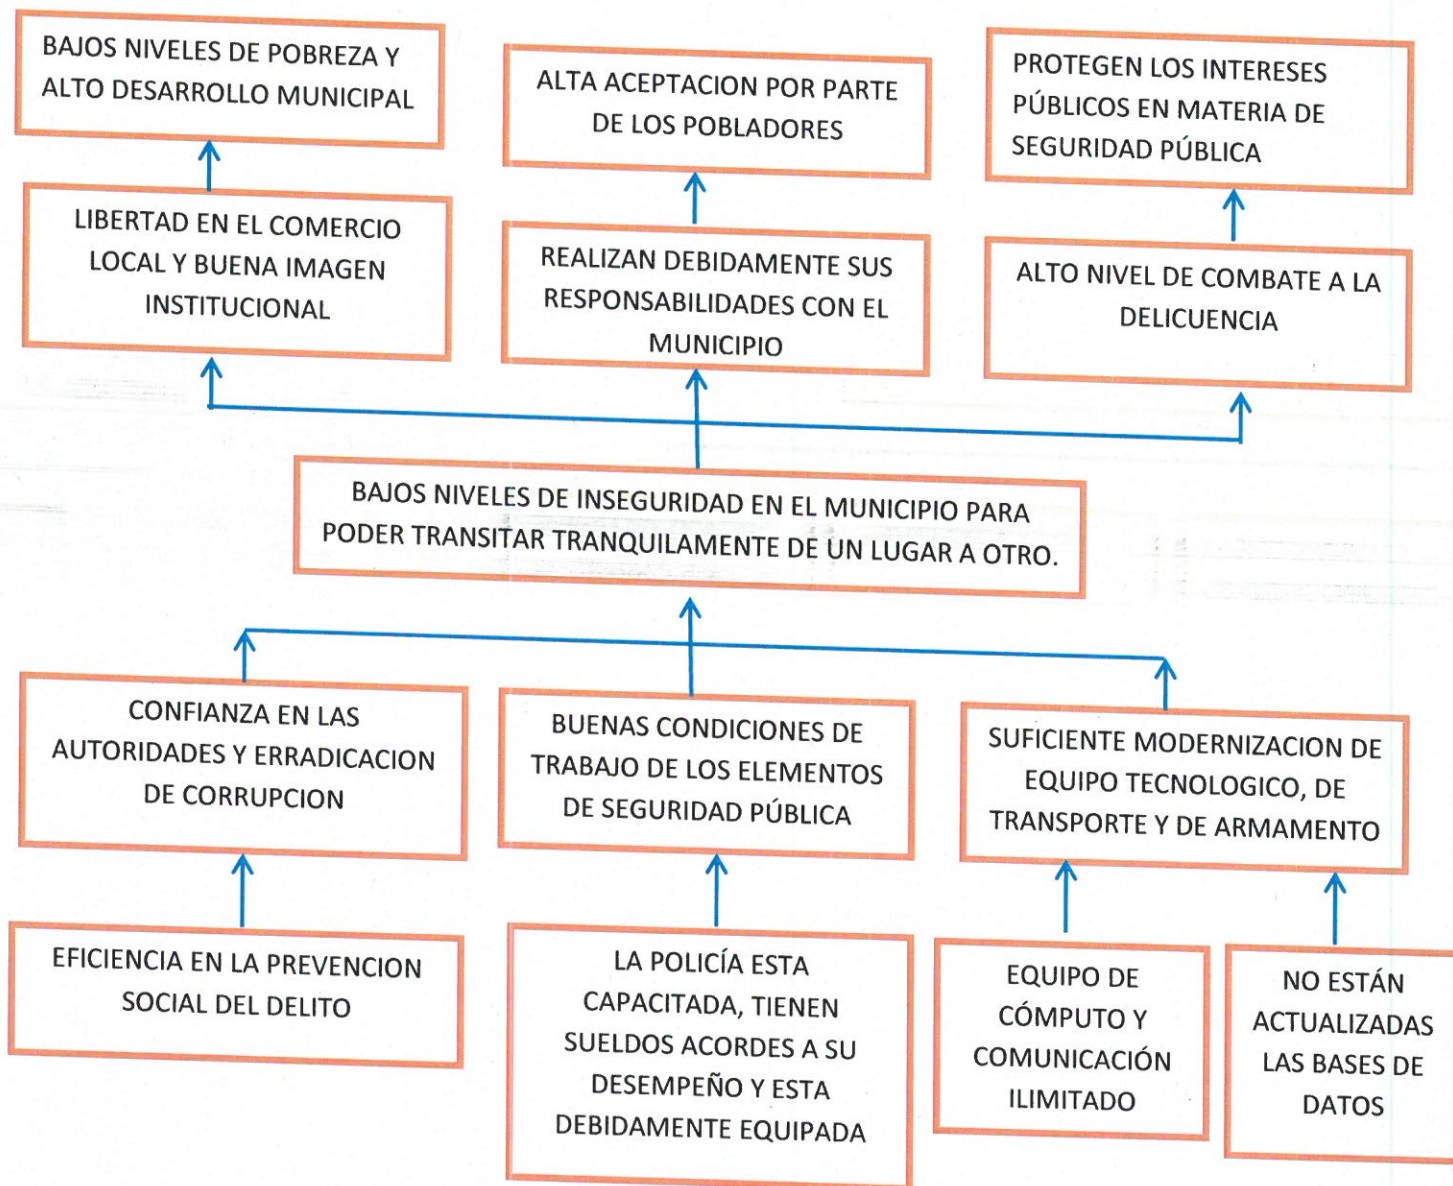 BAJOS NIVELES DE POBREZA Y
ALTO DESARROLLO MUNICIPAL
ALTA ACEPTACION POR PARTE
DE LOS POBLADORES
PROTEGEN LOS INTERESES
PÚBLICOS EN MATERIA DE
SEGURIDAD PÚBLICA
LIBERTAD EN EL COMERCIO
LOCAL Y BUENA IMAGEN
INSTITUCIONAL
REALIZAN DEBIDAMENTE SUS
RESPONSABILIDADES CON EL
MUNICIPIO
ALTO NIVEL DE COMBATE A LA
DELICUENCIA
BAJOS NIVELES DE INSEGURIDAD EN EL MUNICIPIO PARA
PODER TRANSITAR TRANQUILAMENTE DE UN LUGAR A OTRO.
CONFIANZA EN LAS
AUTORIDADES Y ERRADICACION
DE CORRUPCION
BUENAS CONDICIONES DE
TRABAJO DE LOS ELEMENTOS
DE SEGURIDAD PÚBLICA
SUFICIENTE MODERNIZACION DE
EQUIPO TECNOLOGICO, DE
TRANSPORTE Y DE ARMAMENTO
EFICIENCIA EN LA PREVENCION
SOCIAL DEL DELITO
LA POLICÍA ESTA
CAPACITADA, TIENEN
SUELDOS ACORDES A SU
DESEMPEÑO Y ESTA
DEBIDAMENTE EQUIPADA
EQUIPO DE
CÓMPUTO Y
COMUNICACIÓN
ILIMITADO
NO ESTÁN
ACTUALIZADAS
LAS BASES DE
DATOS